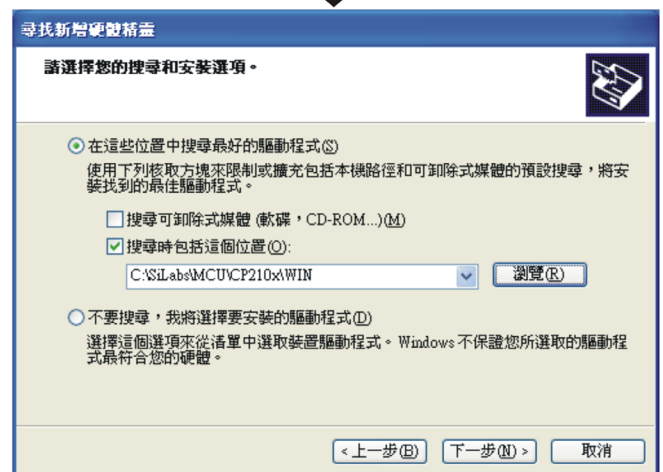 尋找新增硬體精靈
請選擇您的搜尋和安裝選項。
在這些位置中搜尋最好的驅動程式(S)
使用下列核取方塊來限制或擴充包括本機路徑和可卸除式媒體的預設搜尋,將安
裝找到的最佳驅動程式。
搜尋可卸除式媒體 (軟碟,CD-ROM...)(M)
搜尋時包括這個位置(O):
C:\SiLabs\MCU\CP210x\WIN
瀏覽(R)
不要搜尋,我將選擇要安裝的驅動程式(D)
選擇這個選項來從清單中選取裝置驅動程式。Windows 不保證您所選取的驅動程
式最符合您的硬體。
<上一步(B)
下一步(N) >
取消